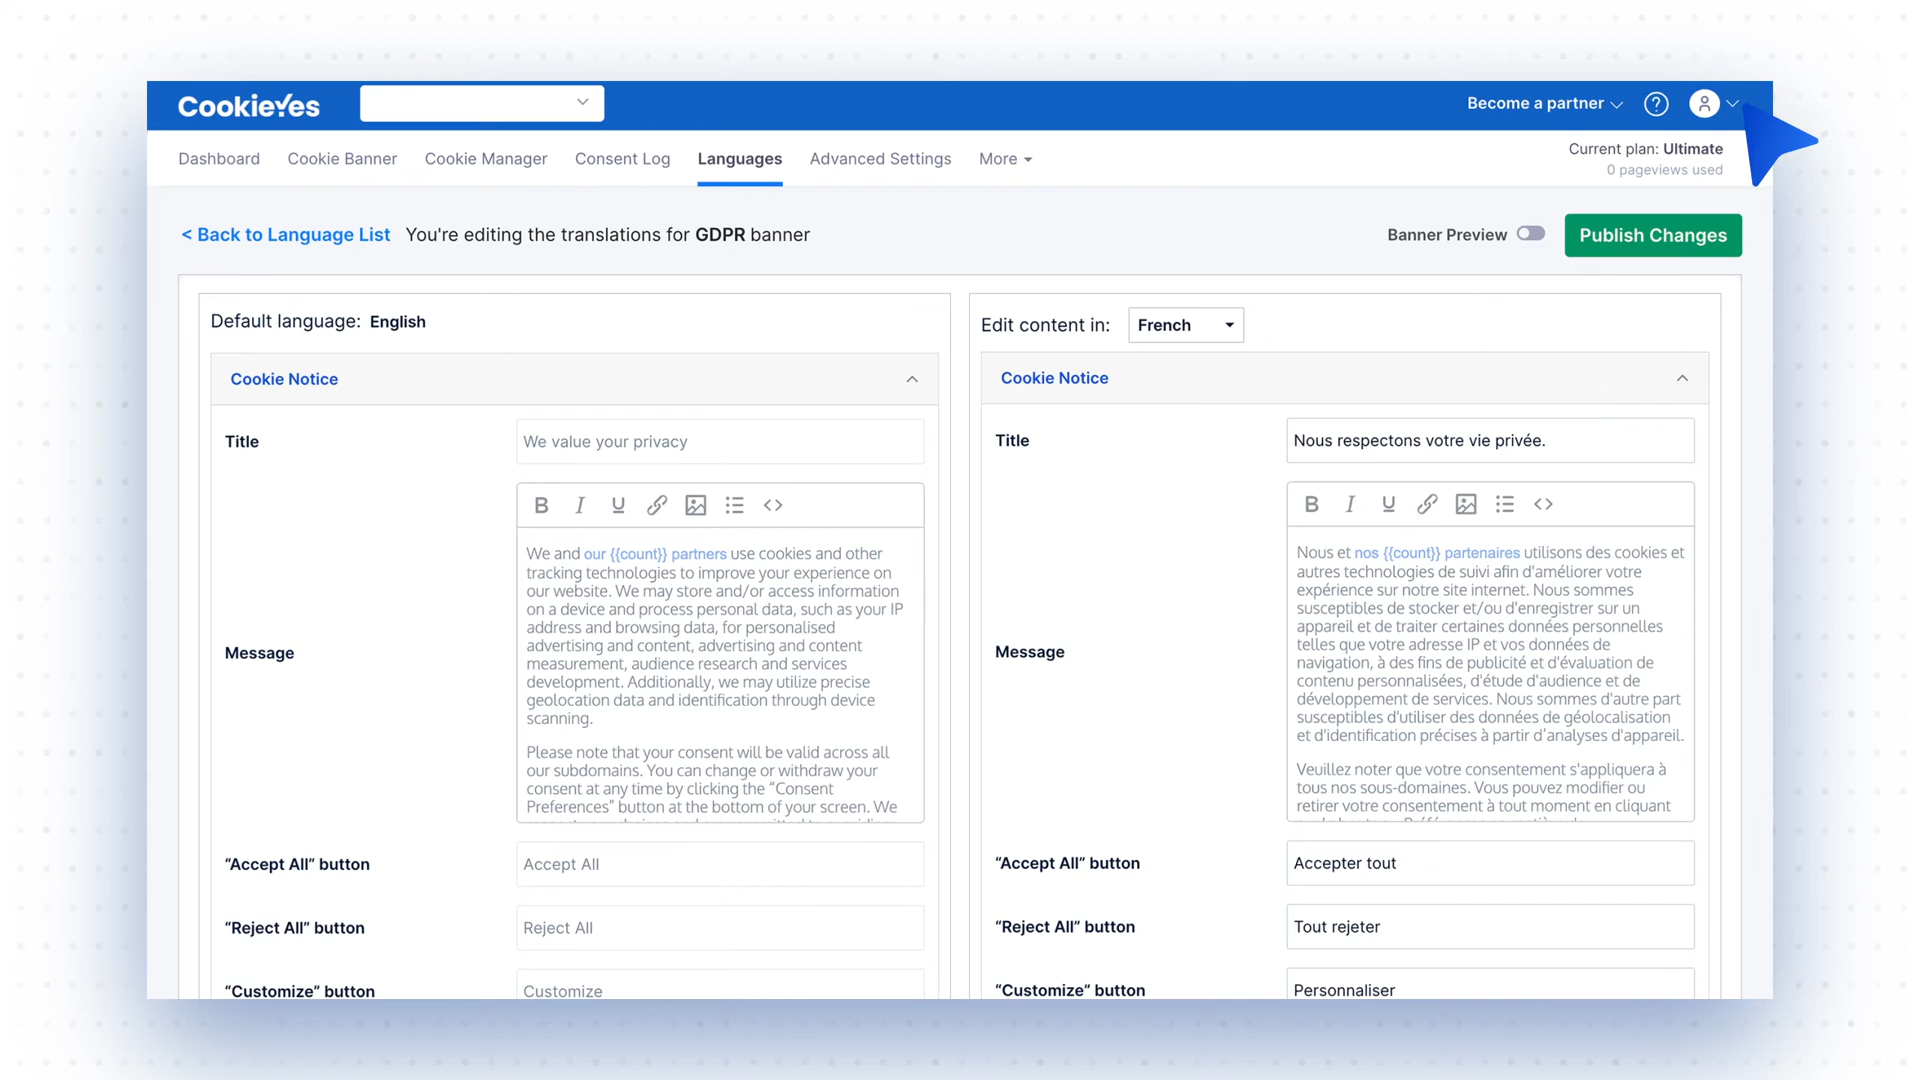 CookieYes
Become a partner
Dashboard
Cookie Banner
Cookie Manager
Consent Log
Languages
Advanced Settings
More
Current plan: Ultimate
0 pageviews used
< Back to Language List
You're editing the translations for GDPR banner
Banner Preview
Publish Changes
Default language: English
Cookie Notice
Title
We value your privacy
Message
We and our {{count}} partners use cookies and other
tracking technologies to improve your experience on
our website. We may store and/or access information
on a device and process personal data, such as your IP
address and browsing data, for personalised
advertising and content, advertising and content
measurement, audience research and services
development. Additionally, we may utilize precise
geolocation data and identification through device
scanning.
Please note that your consent will be valid across all
our subdomains. You can change or withdraw your
consent at any time by clicking the “Consent
Preferences” button at the bottom of your screen. We
“Accept All” button
Accept All
“Reject All” button
Reject All
“Customize” button
Customize
Edit content in:
French
Cookie Notice
Title
Nous respectons votre vie privée.
Message
Nous et nos {{count}} partenaires utilisons des cookies et
autres technologies de suivi afin d'améliorer votre
expérience sur notre site internet. Nous sommes
susceptibles de stocker et/ou d'enregistrer sur un
appareil et de traiter certaines données personnelles
telles que votre adresse IP et vos données de
navigation, à des fins de publicité et d'évaluation de
contenu personnalisées, d'étude d'audience et de
développement de services. Nous sommes d'autre part
susceptibles d'utiliser des données de géolocalisation
et d'identification précises à partir d’analyses d'appareil.
Veuillez noter que votre consentement s'appliquera à
tous nos sous-domaines. Vous pouvez modifier ou
retirer votre consentement à tout moment en cliquant
“Accept All” button
Accepter tout
“Reject All” button
Tout rejeter
“Customize” button
Personnaliser